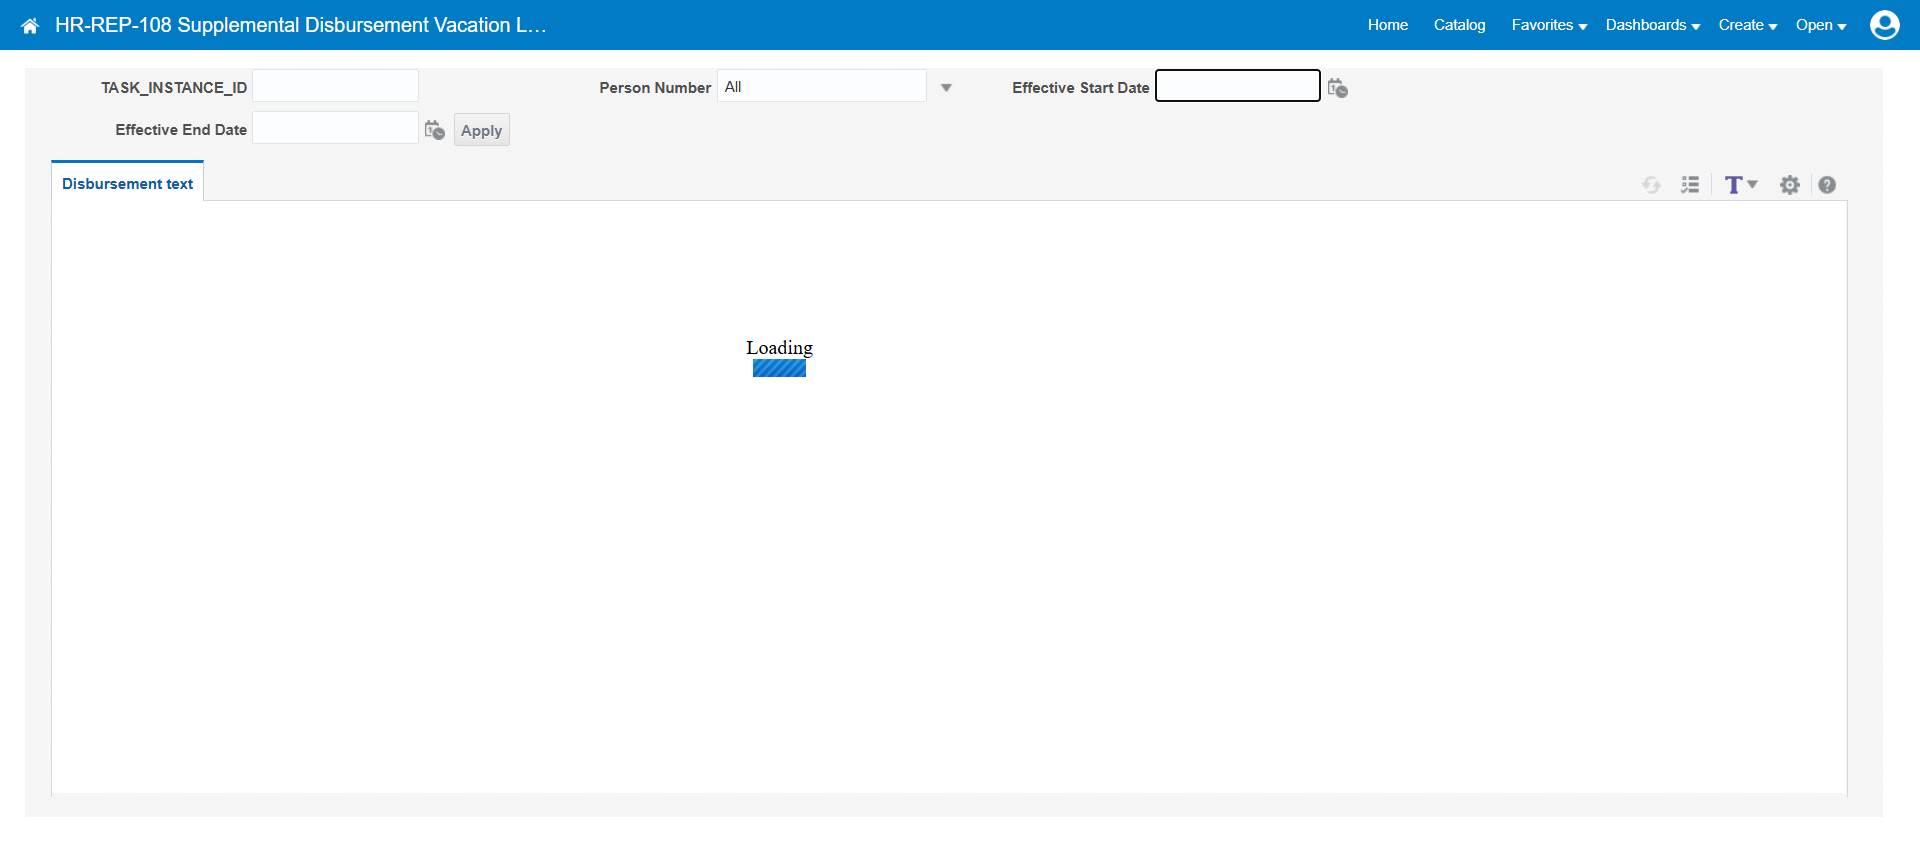 HR-REP-108 Supplemental Disbursement Vacation L...
Home Catalog Favorites Dashboards Create Open
TASK_INSTANCE_ID Person Number All Effective Start Date
Effective End Date Apply
Disbursement text
Loading